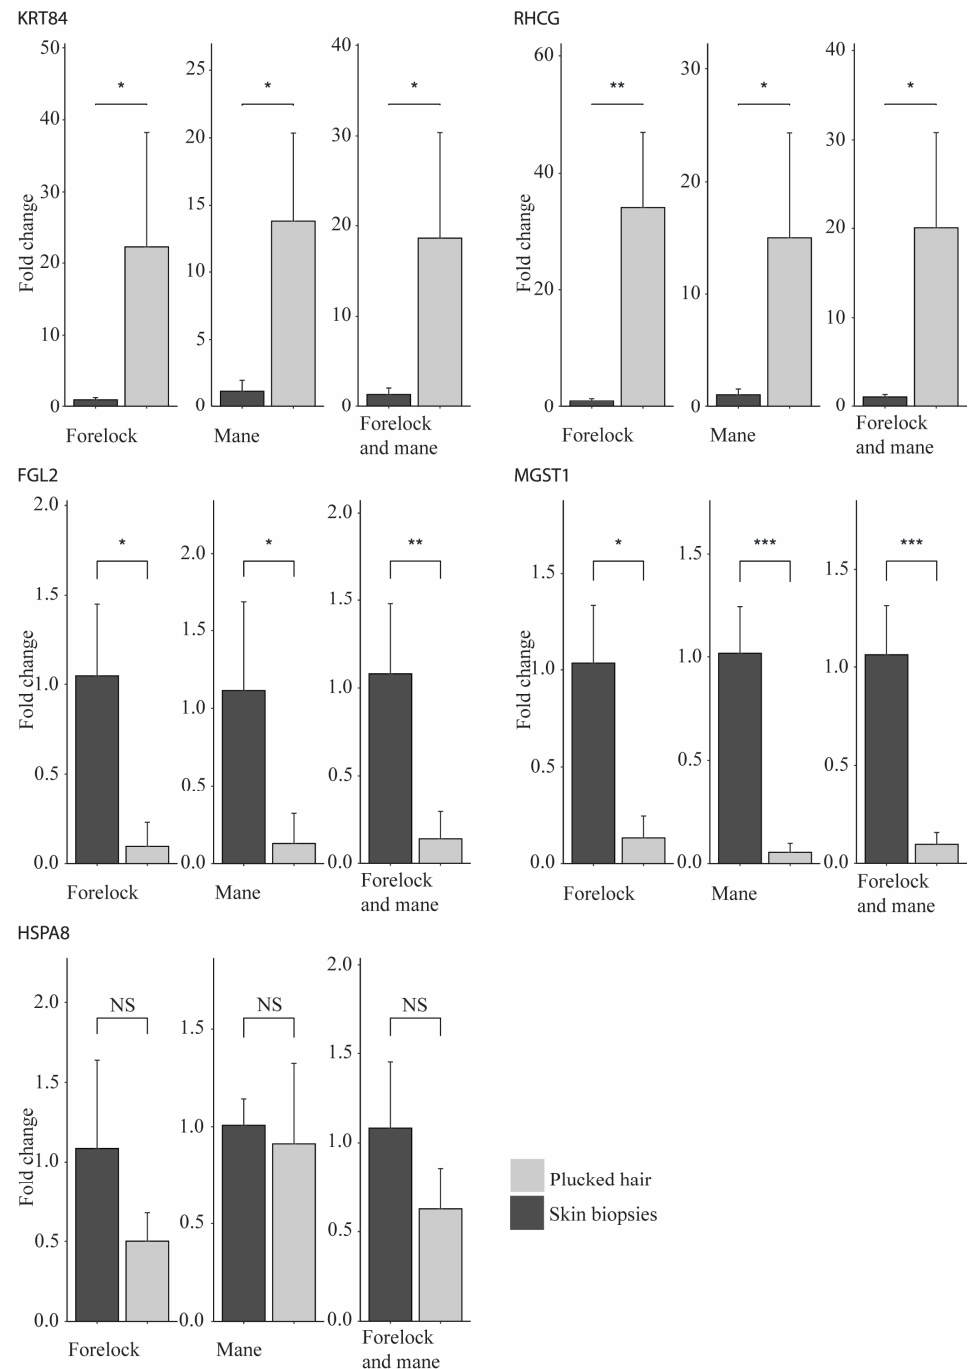 KRT84
Fold change
50
40
30
20
10
0
*
Forelock
25
20
15
10
5
0
*
Mane
40
30
20
10
0
*
Forelock
and mane
RHCG
Fold change
60
40
20
0
**
Forelock
30
20
10
0
*
Mane
40
30
20
10
0
*
Forelock
and mane
FGL2
Fold change
2.0
1.5
1.0
0.5
0.0
*
Forelock
2.0
1.5
1.0
0.5
0.0
*
Mane
2.0
1.5
1.0
0.5
0.0
**
Forelock
and mane
MGST1
Fold change
1.5
1.0
0.5
0.0
*
Forelock
1.5
1.0
0.5
0.0
***
Mane
1.5
1.0
0.5
0.0
***
Forelock
and mane
HSPA8
Fold change
2.0
1.5
1.0
0.5
0.0
NS
Forelock
1.5
1.0
0.5
0.0
NS
Mane
2.0
1.5
1.0
0.5
0.0
NS
Forelock
and mane
Plucked hair
Skin biopsies